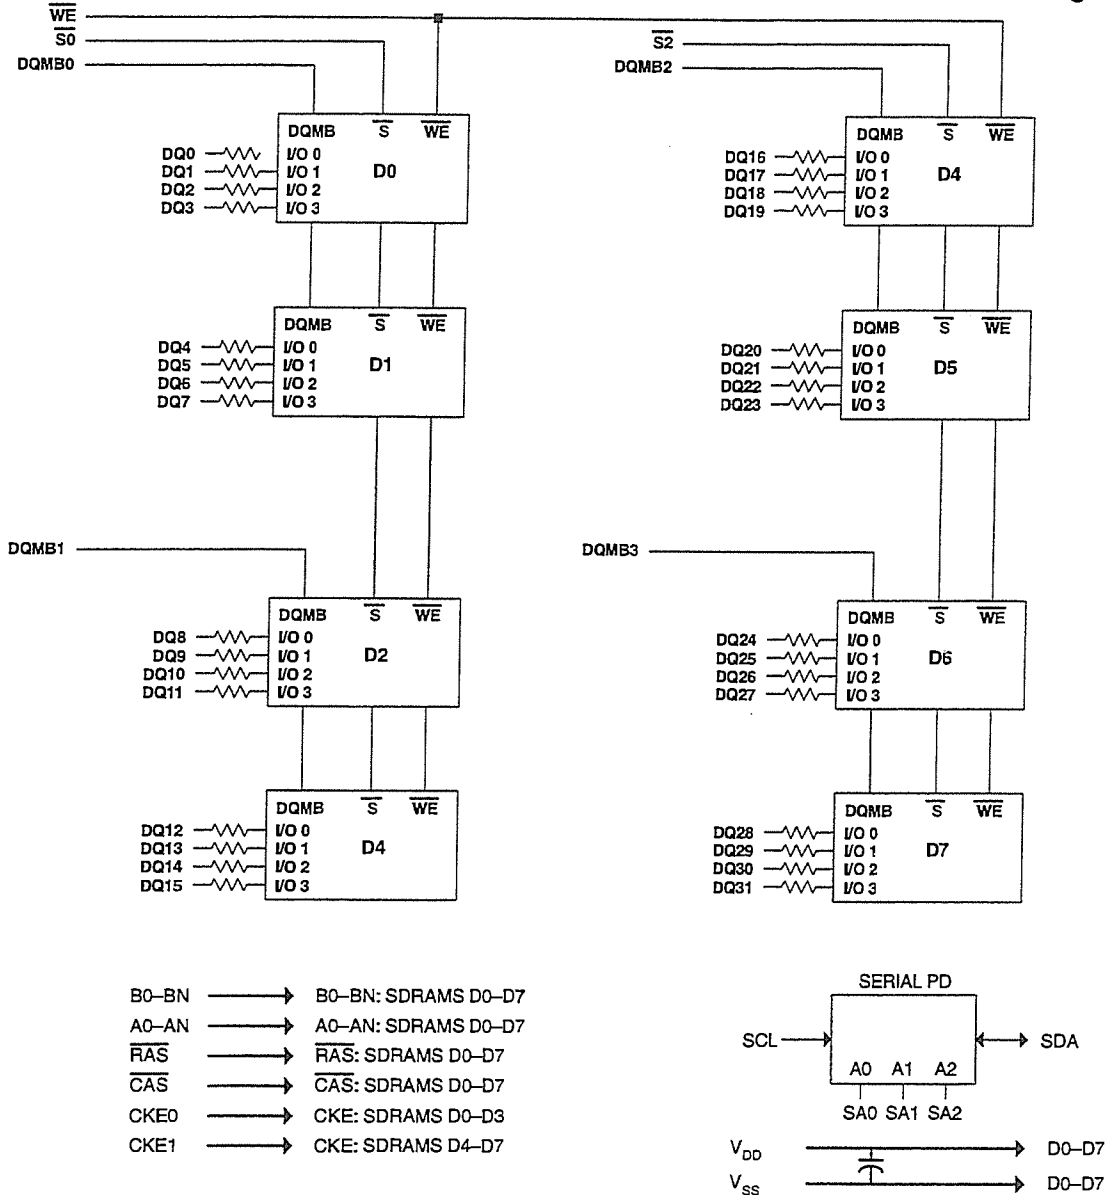 WE
S0
DQMB0
DQMB S WE
DQ0 I/O 0
DQ1 I/O 1
DQ2 I/O 2
DQ3 I/O 3
D0
DQMB S WE
DQ4 I/O 0
DQ5 I/O 1
DQ6 I/O 2
DQ7 I/O 3
D1
DQMB1
DQMB S WE
DQ8 I/O 0
DQ9 I/O 1
DQ10 I/O 2
DQ11 I/O 3
D2
DQMB S WE
DQ12 I/O 0
DQ13 I/O 1
DQ14 I/O 2
DQ15 I/O 3
D4
S2
DQMB2
DQMB S WE
DQ16 I/O 0
DQ17 I/O 1
DQ18 I/O 2
DQ19 I/O 3
D4
DQMB S WE
DQ20 I/O 0
DQ21 I/O 1
DQ22 I/O 2
DQ23 I/O 3
D5
DQMB3
DQMB S WE
DQ24 I/O 0
DQ25 I/O 1
DQ26 I/O 2
DQ27 I/O 3
D6
DQMB S WE
DQ28 I/O 0
DQ29 I/O 1
DQ30 I/O 2
DQ31 I/O 3
D7
B0–BN B0–BN: SDRAMS D0–D7
A0–AN A0–AN: SDRAMS D0–D7
RAS RAS: SDRAMS D0–D7
CAS CAS: SDRAMS D0–D7
CKE0 CKE: SDRAMS D0–D3
CKE1 CKE: SDRAMS D4–D7
SERIAL PD
SCL SDA
A0 A1 A2
SA0 SA1 SA2
VDD D0–D7
VSS D0–D7